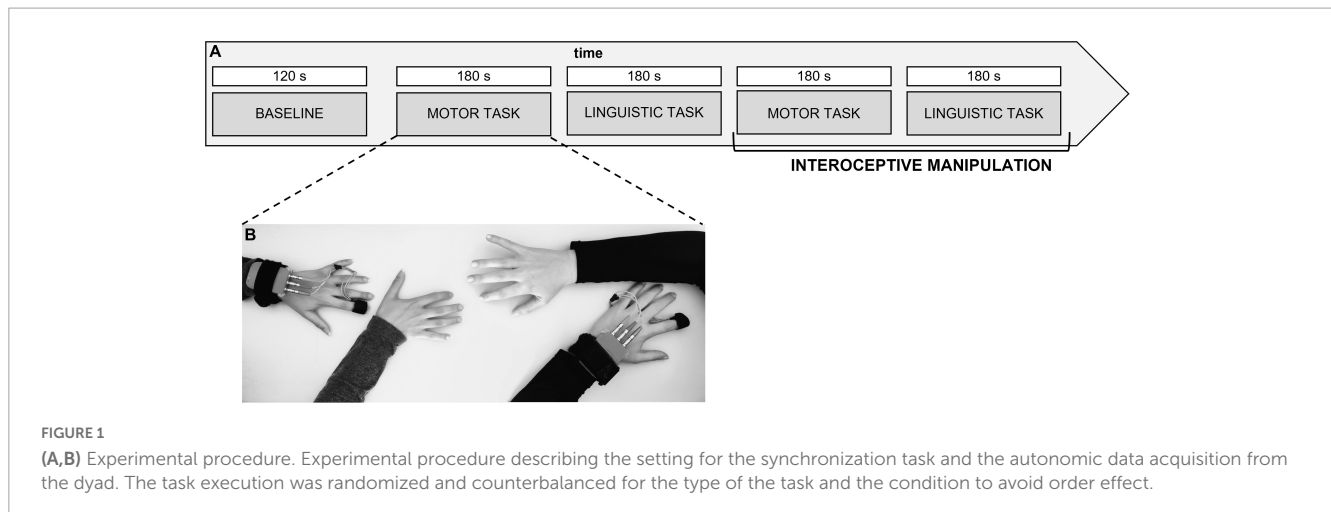 A
time
120 s 180 s 180 s 180 s 180 s
BASELINE MOTOR TASK LINGUISTIC TASK MOTOR TASK LINGUISTIC TASK
INTEROCEPTIVE MANIPULATION
B
FIGURE 1
(A,B) Experimental procedure. Experimental procedure describing the setting for the synchronization task and the autonomic data acquisition from
the dyad. The task execution was randomized and counterbalanced for the type of the task and the condition to avoid order effect.